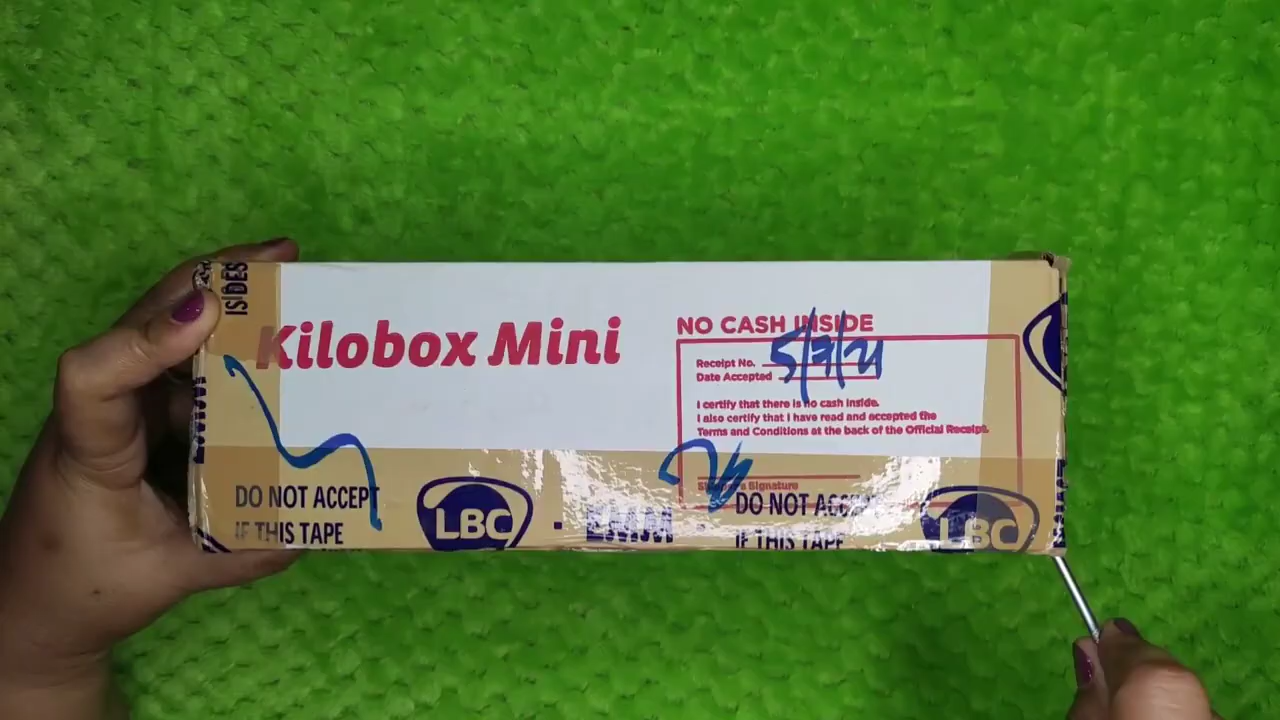 SIDES
Kilobox Mini
NO CASH INSIDE
Receipt No.
5/7/21
Date Accepted
I certify that there is no cash inside.
I also certify that I have read and accepted the
Terms and Conditions at the back of the Official Receipt.
Signature
DO NOT ACCEPT
IF THIS TAPE
LBC
DO NOT ACCEPT
IF THIS TAPE
LBC